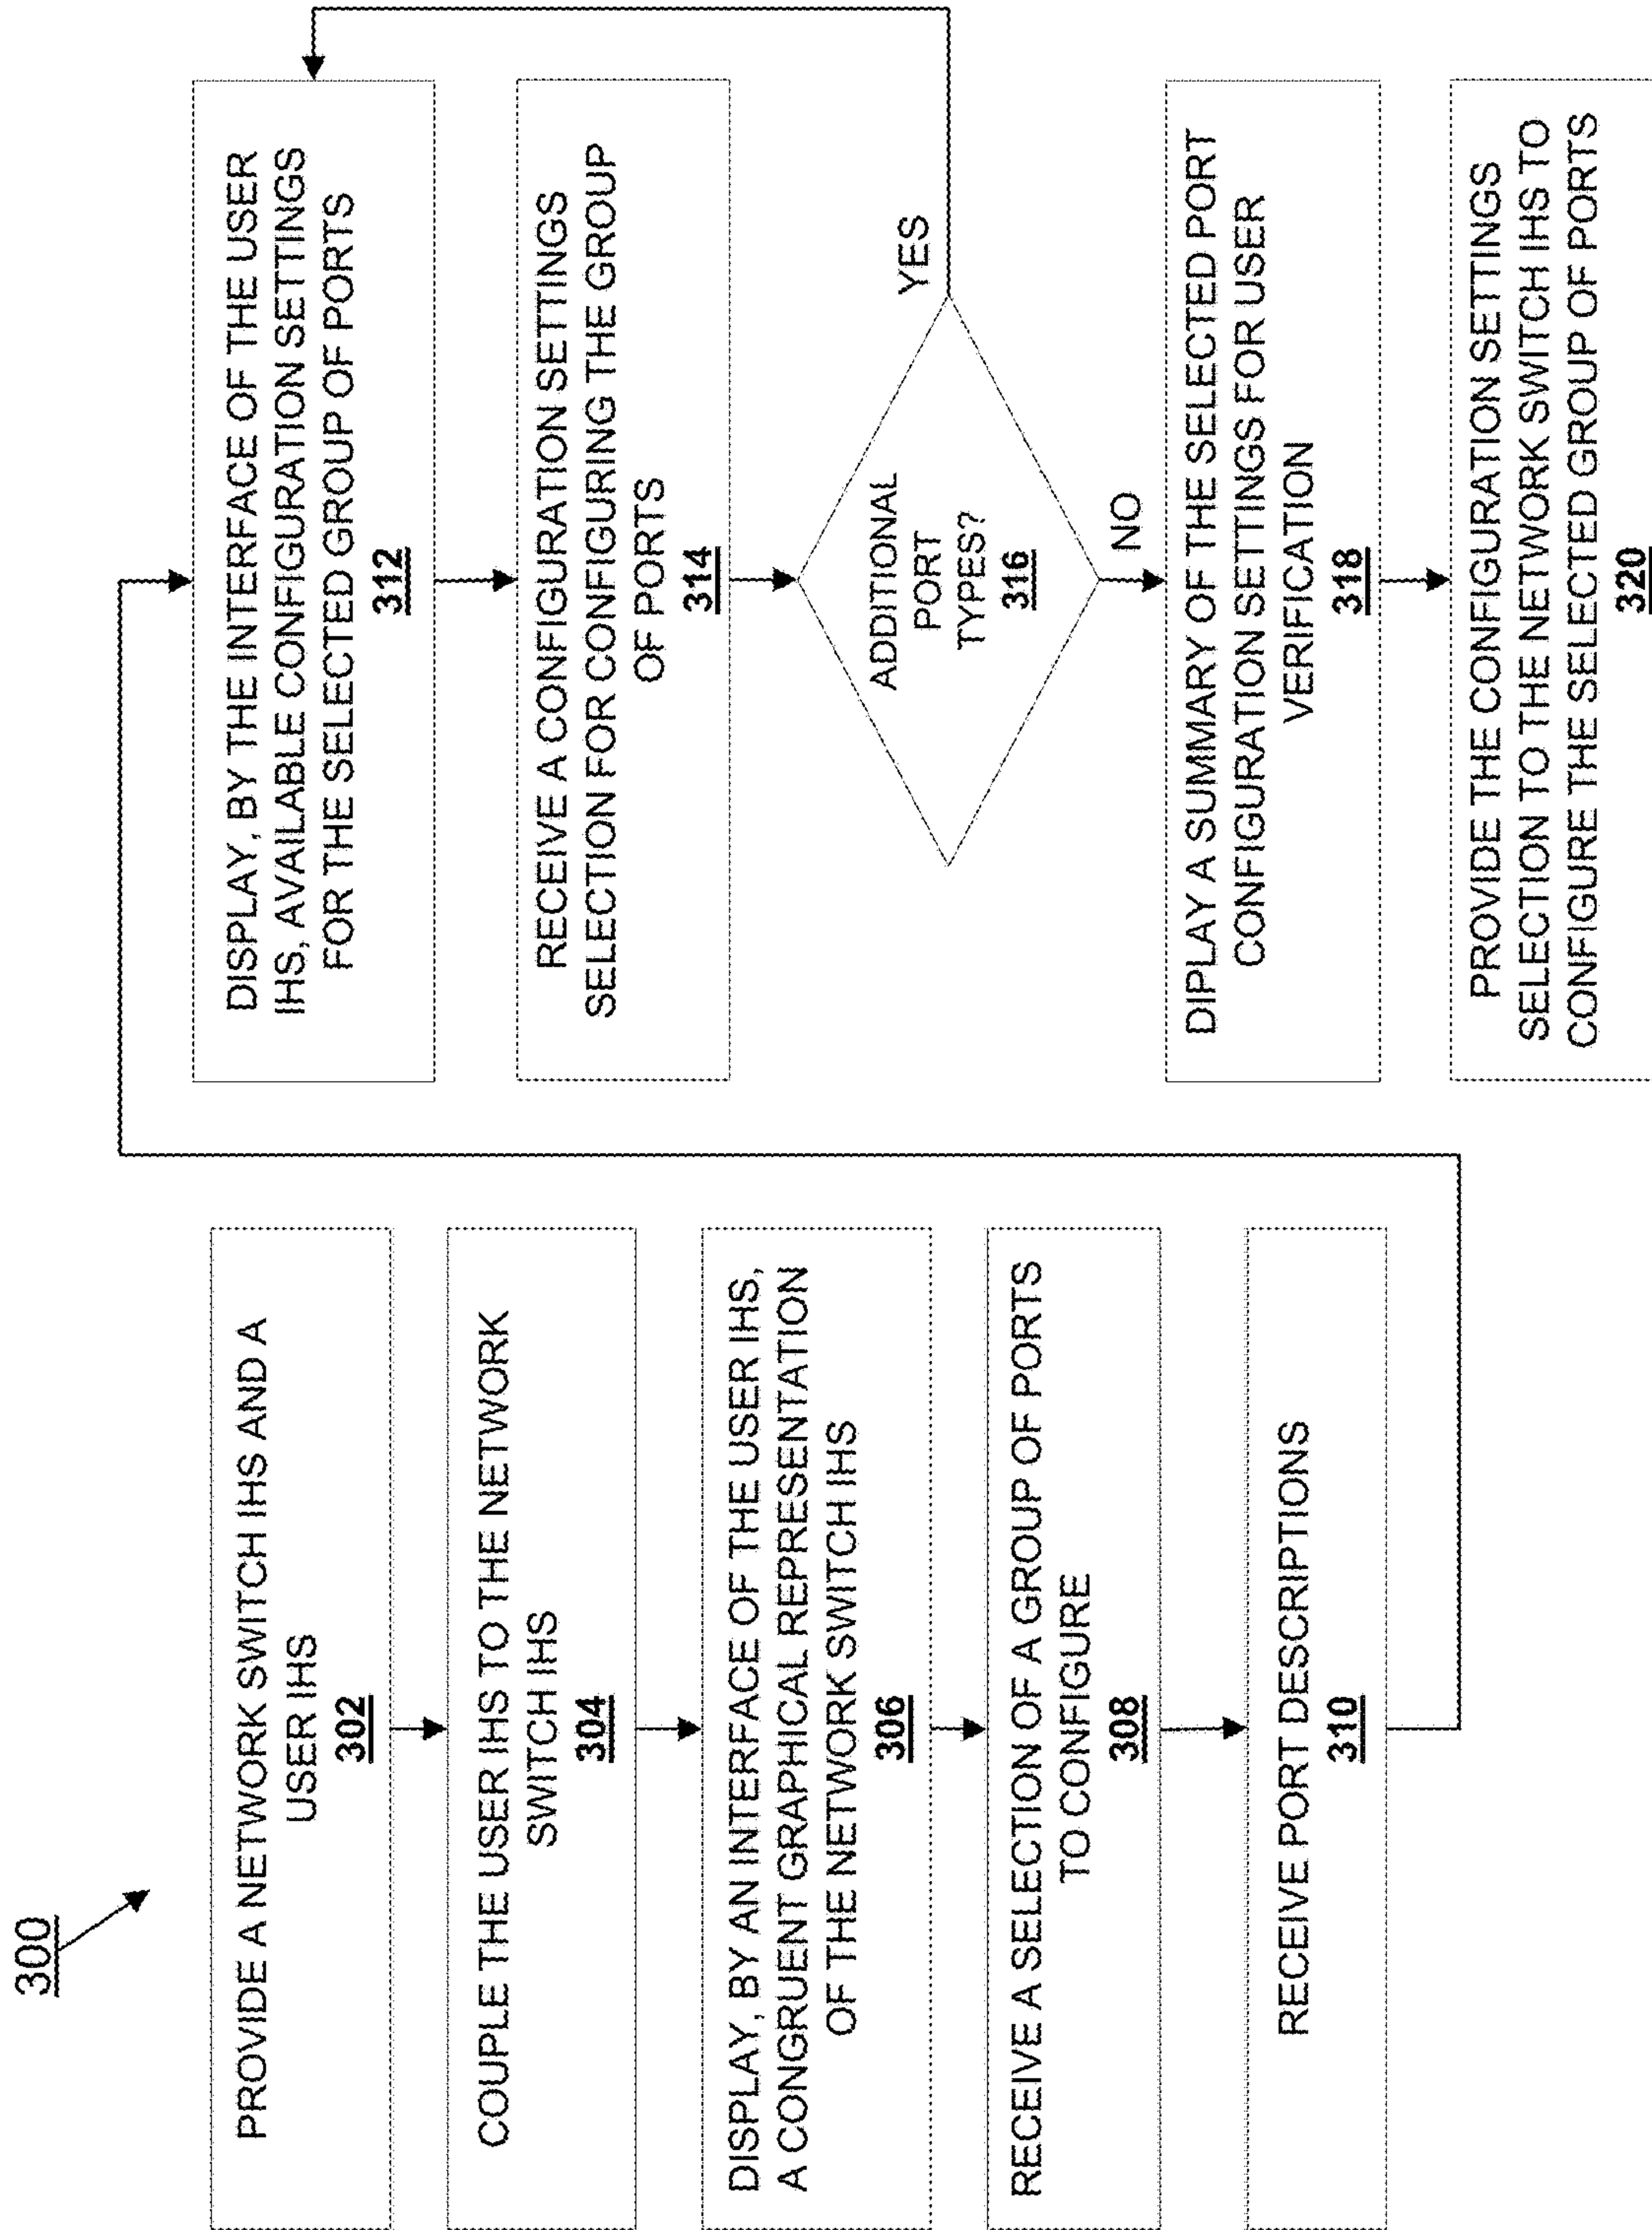 300
PROVIDE A NETWORK SWITCH IHS AND A
USER IHS
302
COUPLE THE USER IHS TO THE NETWORK
SWITCH IHS
304
DISPLAY, BY AN INTERFACE OF THE USER IHS,
A CONGRUENT GRAPHICAL REPRESENTATION
OF THE NETWORK SWITCH IHS
306
RECEIVE A SELECTION OF A GROUP OF PORTS
TO CONFIGURE
308
RECEIVE PORT DESCRIPTIONS
310
DISPLAY, BY THE INTERFACE OF THE USER
IHS, AVAILABLE CONFIGURATION SETTINGS
FOR THE SELECTED GROUP OF PORTS
312
RECEIVE A CONFIGURATION SETTINGS
SELECTION FOR CONFIGURING THE GROUP
OF PORTS
314
ADDITIONAL
PORT
TYPES?
316
YES
NO
DIPLAY A SUMMARY OF THE SELECTED PORT
CONFIGURATION SETTINGS FOR USER
VERIFICATION
318
PROVIDE THE CONFIGURATION SETTINGS
SELECTION TO THE NETWORK SWITCH IHS TO
CONFIGURE THE SELECTED GROUP OF PORTS
320